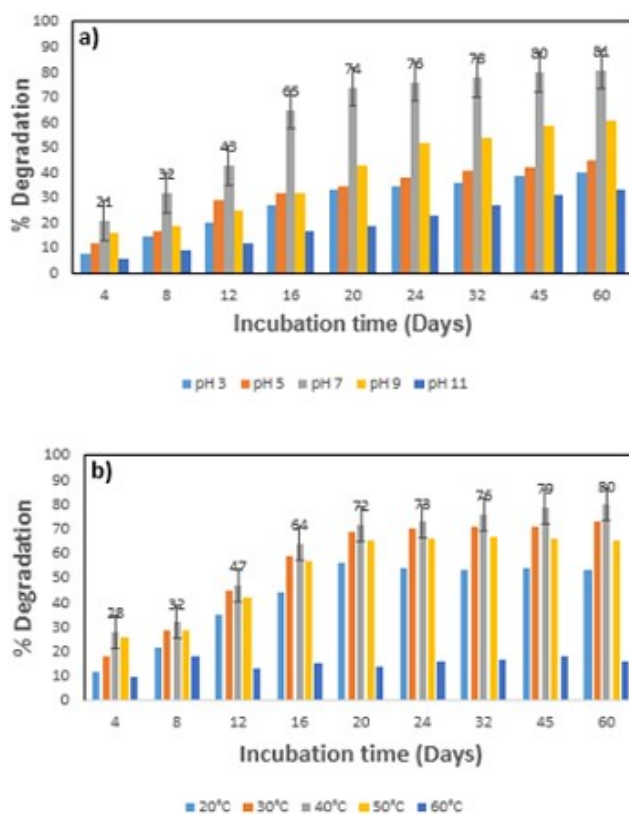 a)
100
90
80
70
60
50
40
30
20
10
0
% Degradation
21 32 43 65 74 76 78 80 81
4 8 12 16 20 24 32 45 60
Incubation time (Days)
pH 3 pH 5 pH 7 pH 9 pH 11
b)
100
90
80
70
60
50
40
30
20
10
0
% Degradation
28 32 47 64 72 73 76 79 80
4 8 12 16 20 24 32 45 60
Incubation time (Days)
20°C 30°C 40°C 50°C 60°C